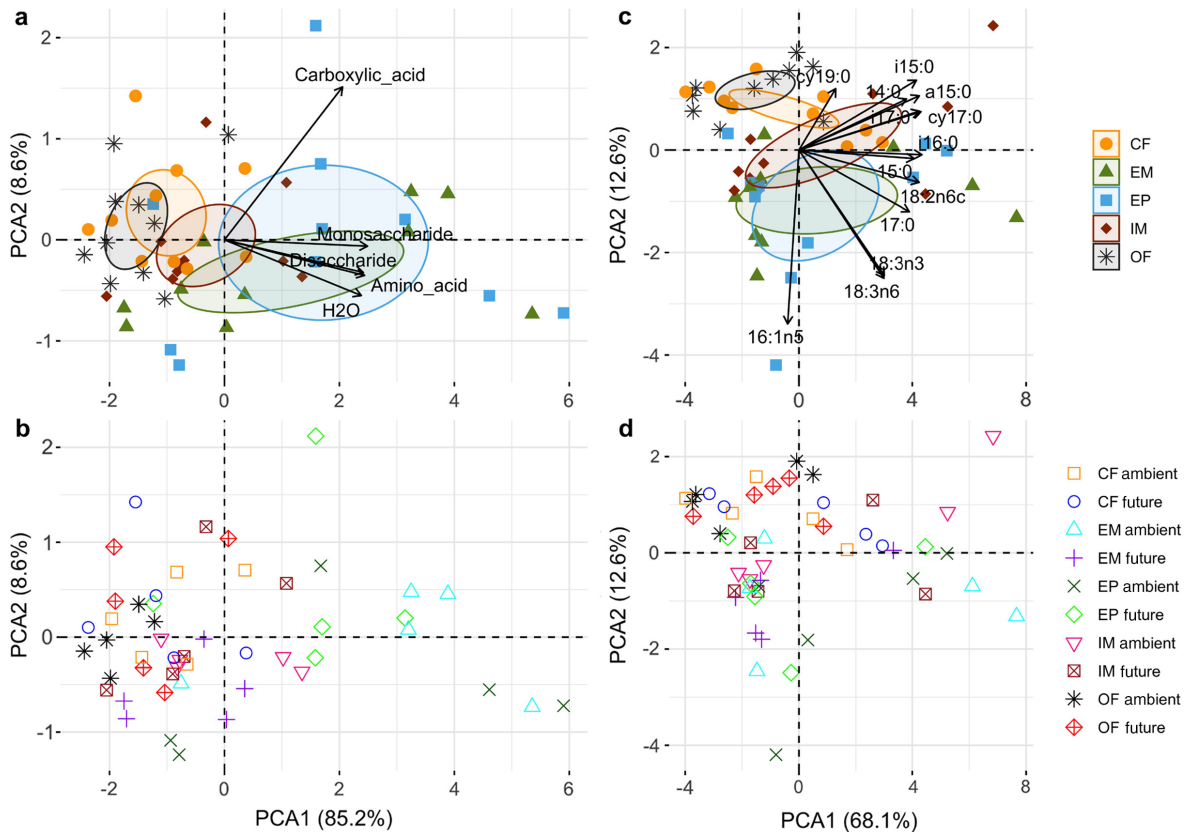 a
PCA2 (8.6%)
2
1
0
-1
Carboxylic_acid
Monosaccharide
Disaccharide
Amino_acid
H2O
-2
0
2
4
6
c
PCA2 (12.6%)
2
0
-2
-4
cy19:0
i15:0
14:0
a15:0
i17:0
cy17:0
i16:0
15:0
18:2n6c
17:0
18:3n3
18:3n6
16:1n5
-4
0
4
8
CF
EM
EP
IM
OF
b
PCA2 (8.6%)
2
1
0
-1
-2
0
2
4
6
PCA1 (85.2%)
d
PCA2 (12.6%)
2
0
-2
-4
-4
0
4
8
PCA1 (68.1%)
CF ambient
CF future
EM ambient
EM future
EP ambient
EP future
IM ambient
IM future
OF ambient
OF future